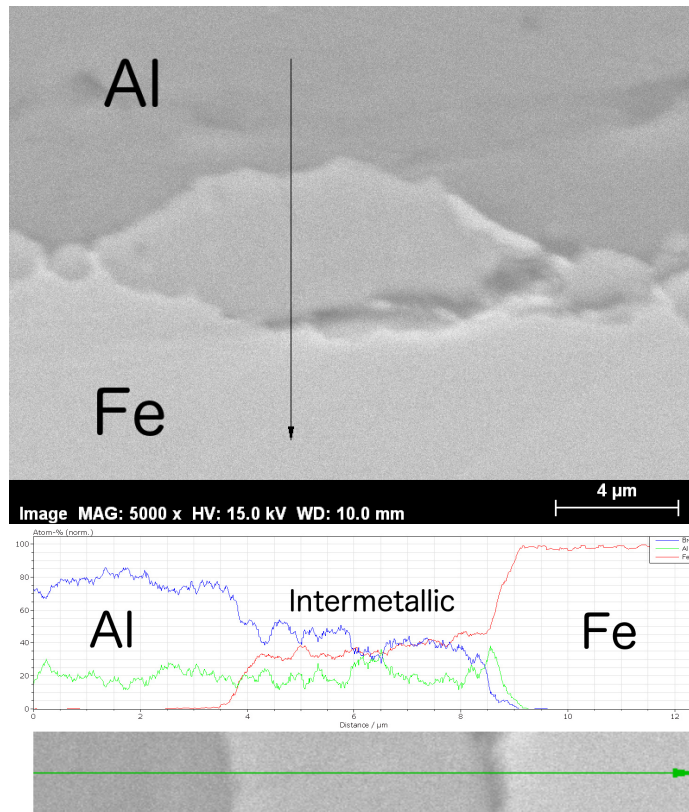 Al
Fe
4 µm
Image MAG: 5000 x HV: 15.0 kV WD: 10.0 mm
Atom-% (norm.)
100
80
60
40
20
0
Al
Intermetallic
Fe
Al
Fe
0 2 4 6 8 10 12
Distance / µm